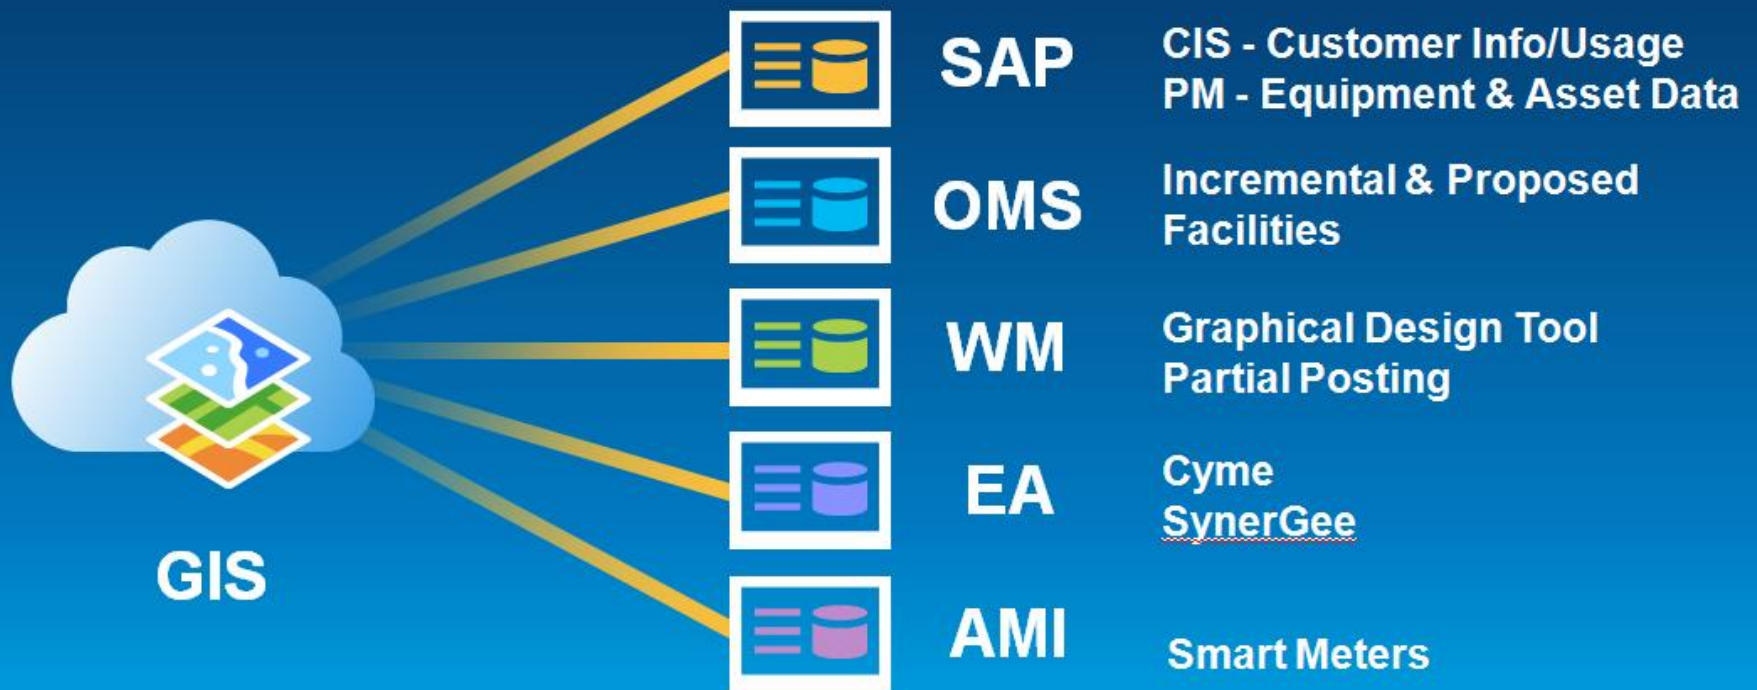 SAP
CIS - Customer Info/Usage
PM - Equipment & Asset Data
OMS
Incremental & Proposed
Facilities
WM
Graphical Design Tool
Partial Posting
EA
Cyme
SynerGee
GIS
AMI
Smart Meters